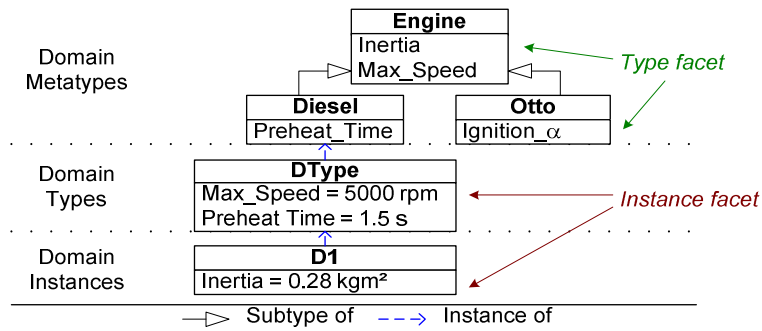 Engine
Domain
Metatypes
Inertia
Max_Speed
Type facet
Diesel
Preheat_Time
Otto
Ignition_α
Domain
Types
DType
Max_Speed = 5000 rpm
Preheat Time = 1.5 s
Instance facet
Domain
Instances
D1
Inertia = 0.28 kgm²
Subtype of
Instance of